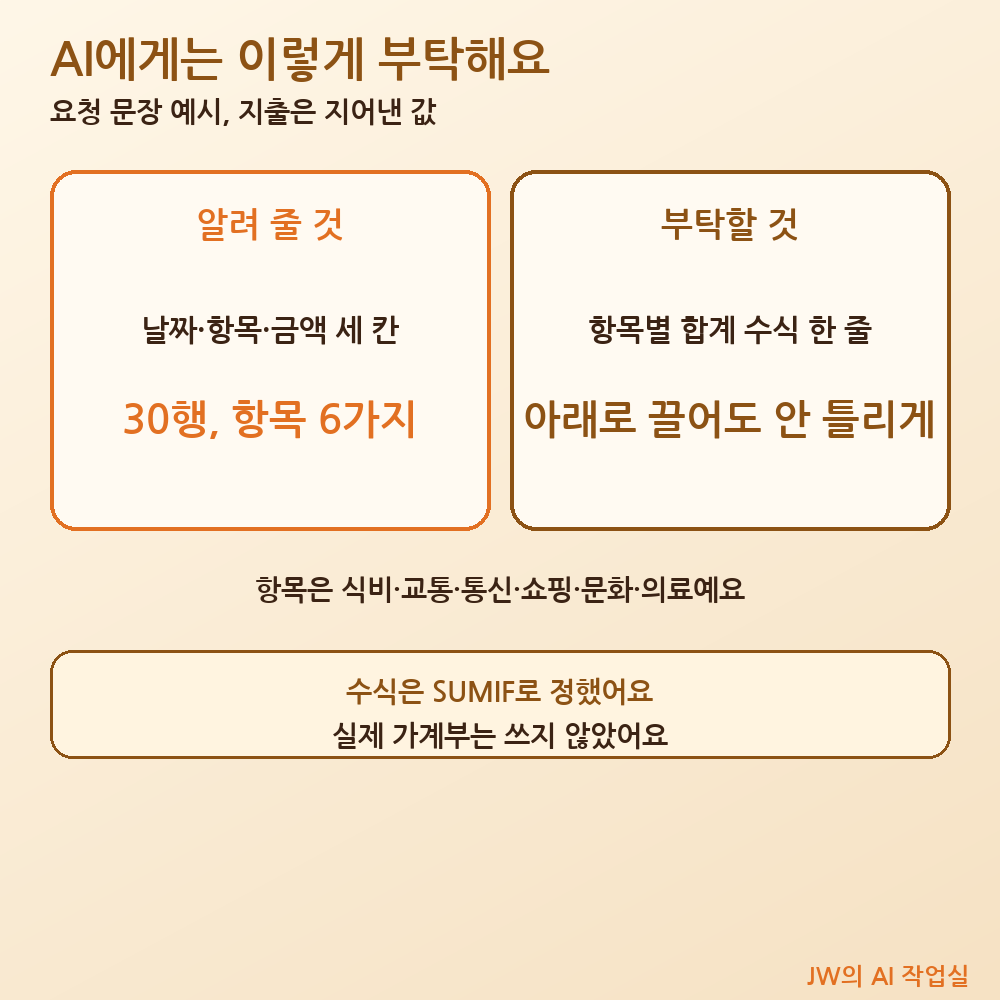 AI에게는 이렇게 부탁해요
요청 문장 예시, 지출은 지어낸 값
알려 줄 것
날짜·항목·금액 세 칸
30행, 항목 6가지
부탁할 것
항목별 합계 수식 한 줄
아래로 끌어도 안 틀리게
항목은 식비·교통·통신·쇼핑·문화·의료예요
수식은 SUMIF로 정했어요
실제 가계부는 쓰지 않았어요
JW의 AI 작업실